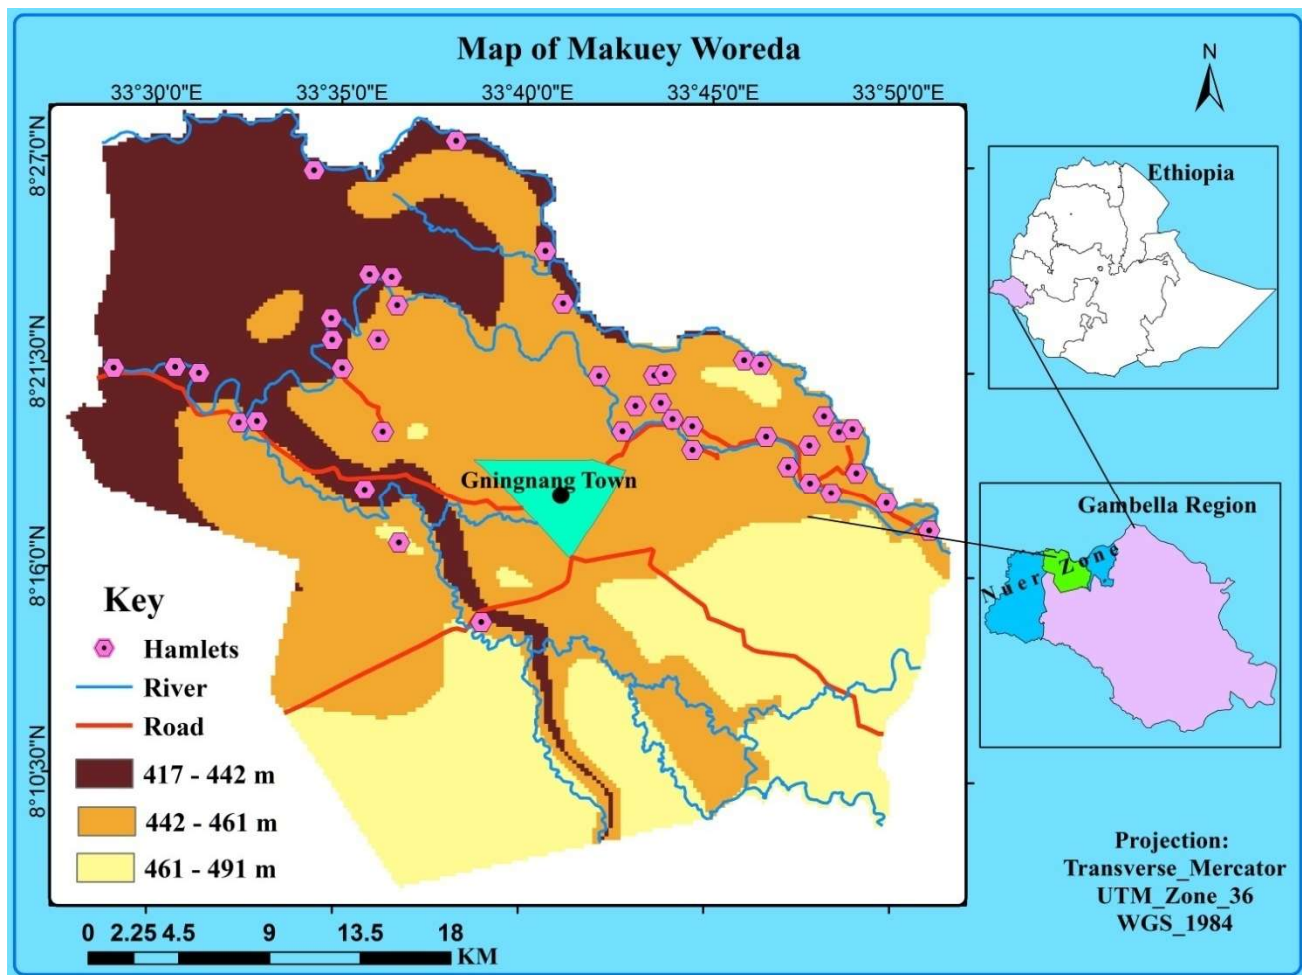 Map of Makuey Woreda
N
33°30'0"E 33°35'0"E 33°40'0"E 33°45'0"E 33°50'0"E
8°27'0"N
8°21'30"N
8°16'0"N
8°10'30"N
Ethiopia
Gningnang Town
Gambella Region
Nuer Zone
Key
Hamlets
River
Road
417 - 442 m
442 - 461 m
461 - 491 m
Projection:
Transverse_Mercator
UTM_Zone_36
WGS_1984
0 2.25 4.5 9 13.5 18
KM